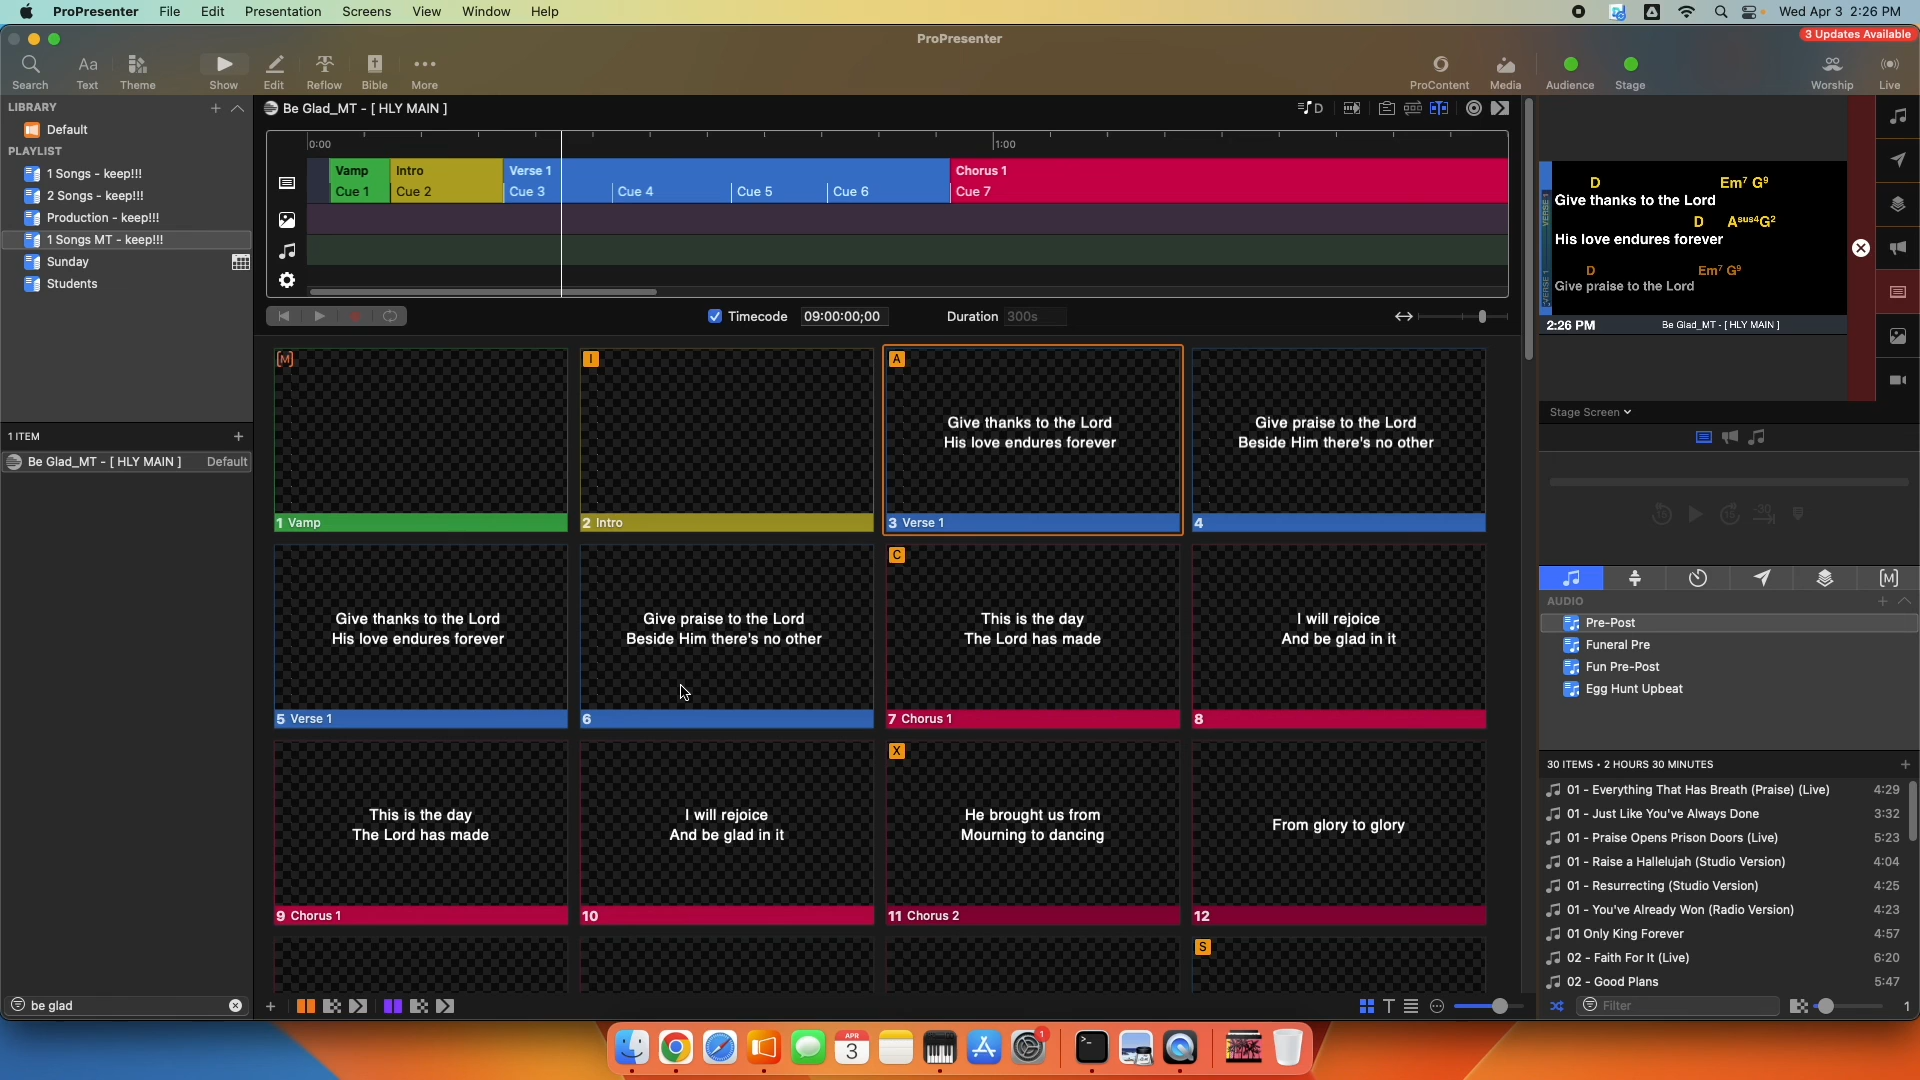 ProPresenter File Edit Presentation Screens View Window Help
Wed Apr 3 2:26 PM
ProPresenter
3 Updates Available
Search Text Theme Show Edit Reflow Bible More
ProContent Media Audience Stage Worship Live
LIBRARY
Default
PLAYLIST
1 Songs - keep!!!
2 Songs - keep!!!
Production - keep!!!
1 Songs MT - keep!!!
Sunday
Students
1 ITEM
Be Glad_MT - [ HLY MAIN ] Default
be glad
Be Glad_MT - [ HLY MAIN ]
0:00 1:00
Vamp Intro Verse 1 Chorus 1
Cue 1 Cue 2 Cue 3 Cue 4 Cue 5 Cue 6 Cue 7
Timecode 09:00:00;00 Duration 300s
[M]
1 Vamp
I
2 Intro
A
Give thanks to the Lord
His love endures forever
3 Verse 1
Give praise to the Lord
Beside Him there's no other
4
Give thanks to the Lord
His love endures forever
5 Verse 1
Give praise to the Lord
Beside Him there's no other
6
C
This is the day
The Lord has made
7 Chorus 1
I will rejoice
And be glad in it
8
This is the day
The Lord has made
9 Chorus 1
I will rejoice
And be glad in it
10
X
He brought us from
Mourning to dancing
11 Chorus 2
From glory to glory
12
S
VERSE 1
D Em7 G9
Give thanks to the Lord
D Asus4G2
His love endures forever
VERSE 1
D Em7 G9
Give praise to the Lord
2:26 PM Be Glad_MT - [ HLY MAIN ]
Stage Screen
15 15 -30
[M]
AUDIO
Pre-Post
Funeral Pre
Fun Pre-Post
Egg Hunt Upbeat
30 ITEMS • 2 HOURS 30 MINUTES
01 - Everything That Has Breath (Praise) (Live) 4:29
01 - Just Like You've Always Done 3:32
01 - Praise Opens Prison Doors (Live) 5:23
01 - Raise a Hallelujah (Studio Version) 4:04
01 - Resurrecting (Studio Version) 4:25
01 - You've Already Won (Radio Version) 4:23
01 Only King Forever 4:57
02 - Faith For It (Live) 6:20
02 - Good Plans 5:47
Filter 1
APR
3
1